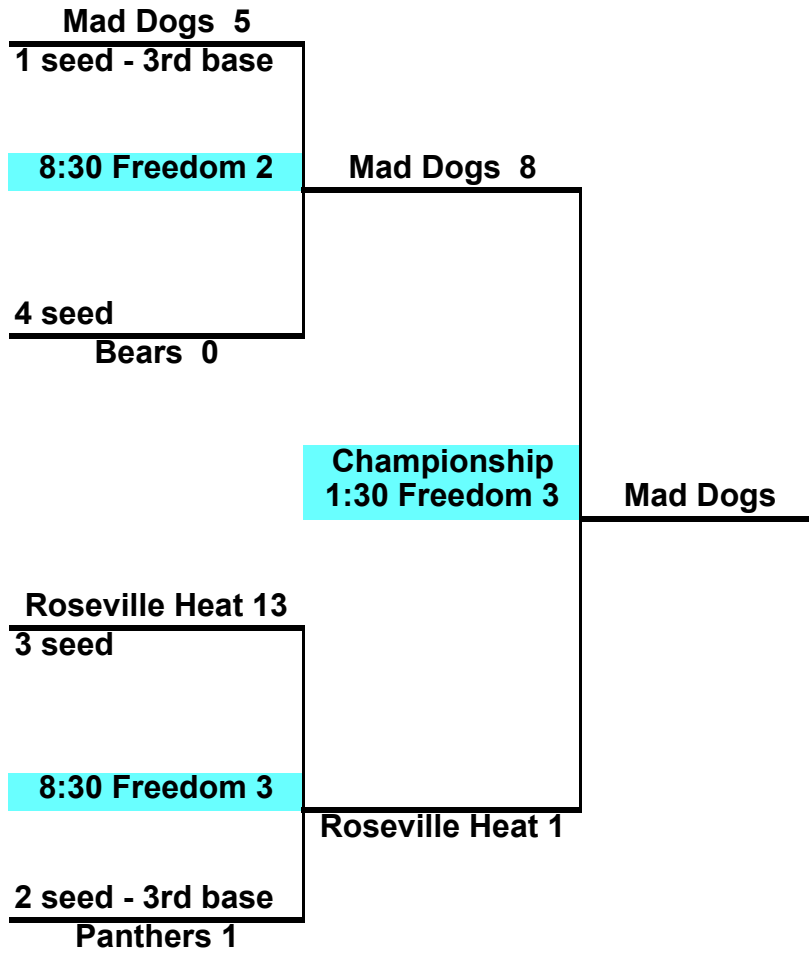 Mad Dogs 5
1 seed - 3rd base
8:30 Freedom 2
Mad Dogs 8
4 seed
Bears 0
Championship
1:30 Freedom 3
Mad Dogs
Roseville Heat 13
3 seed
8:30 Freedom 3
Roseville Heat 1
2 seed - 3rd base
Panthers 1